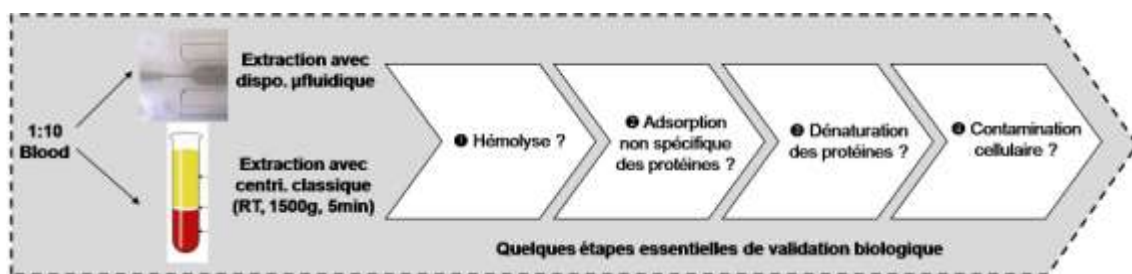 1:10
Blood
Extraction avec
dispo. µfluidique
Extraction avec
centri. classique
(RT, 1500g, 5min)
❶ Hémolyse ?
❷ Adsorption
non spécifique
des protéines ?
❸ Dénaturation
des protéines ?
❹ Contamination
cellulaire ?
Quelques étapes essentielles de validation biologique